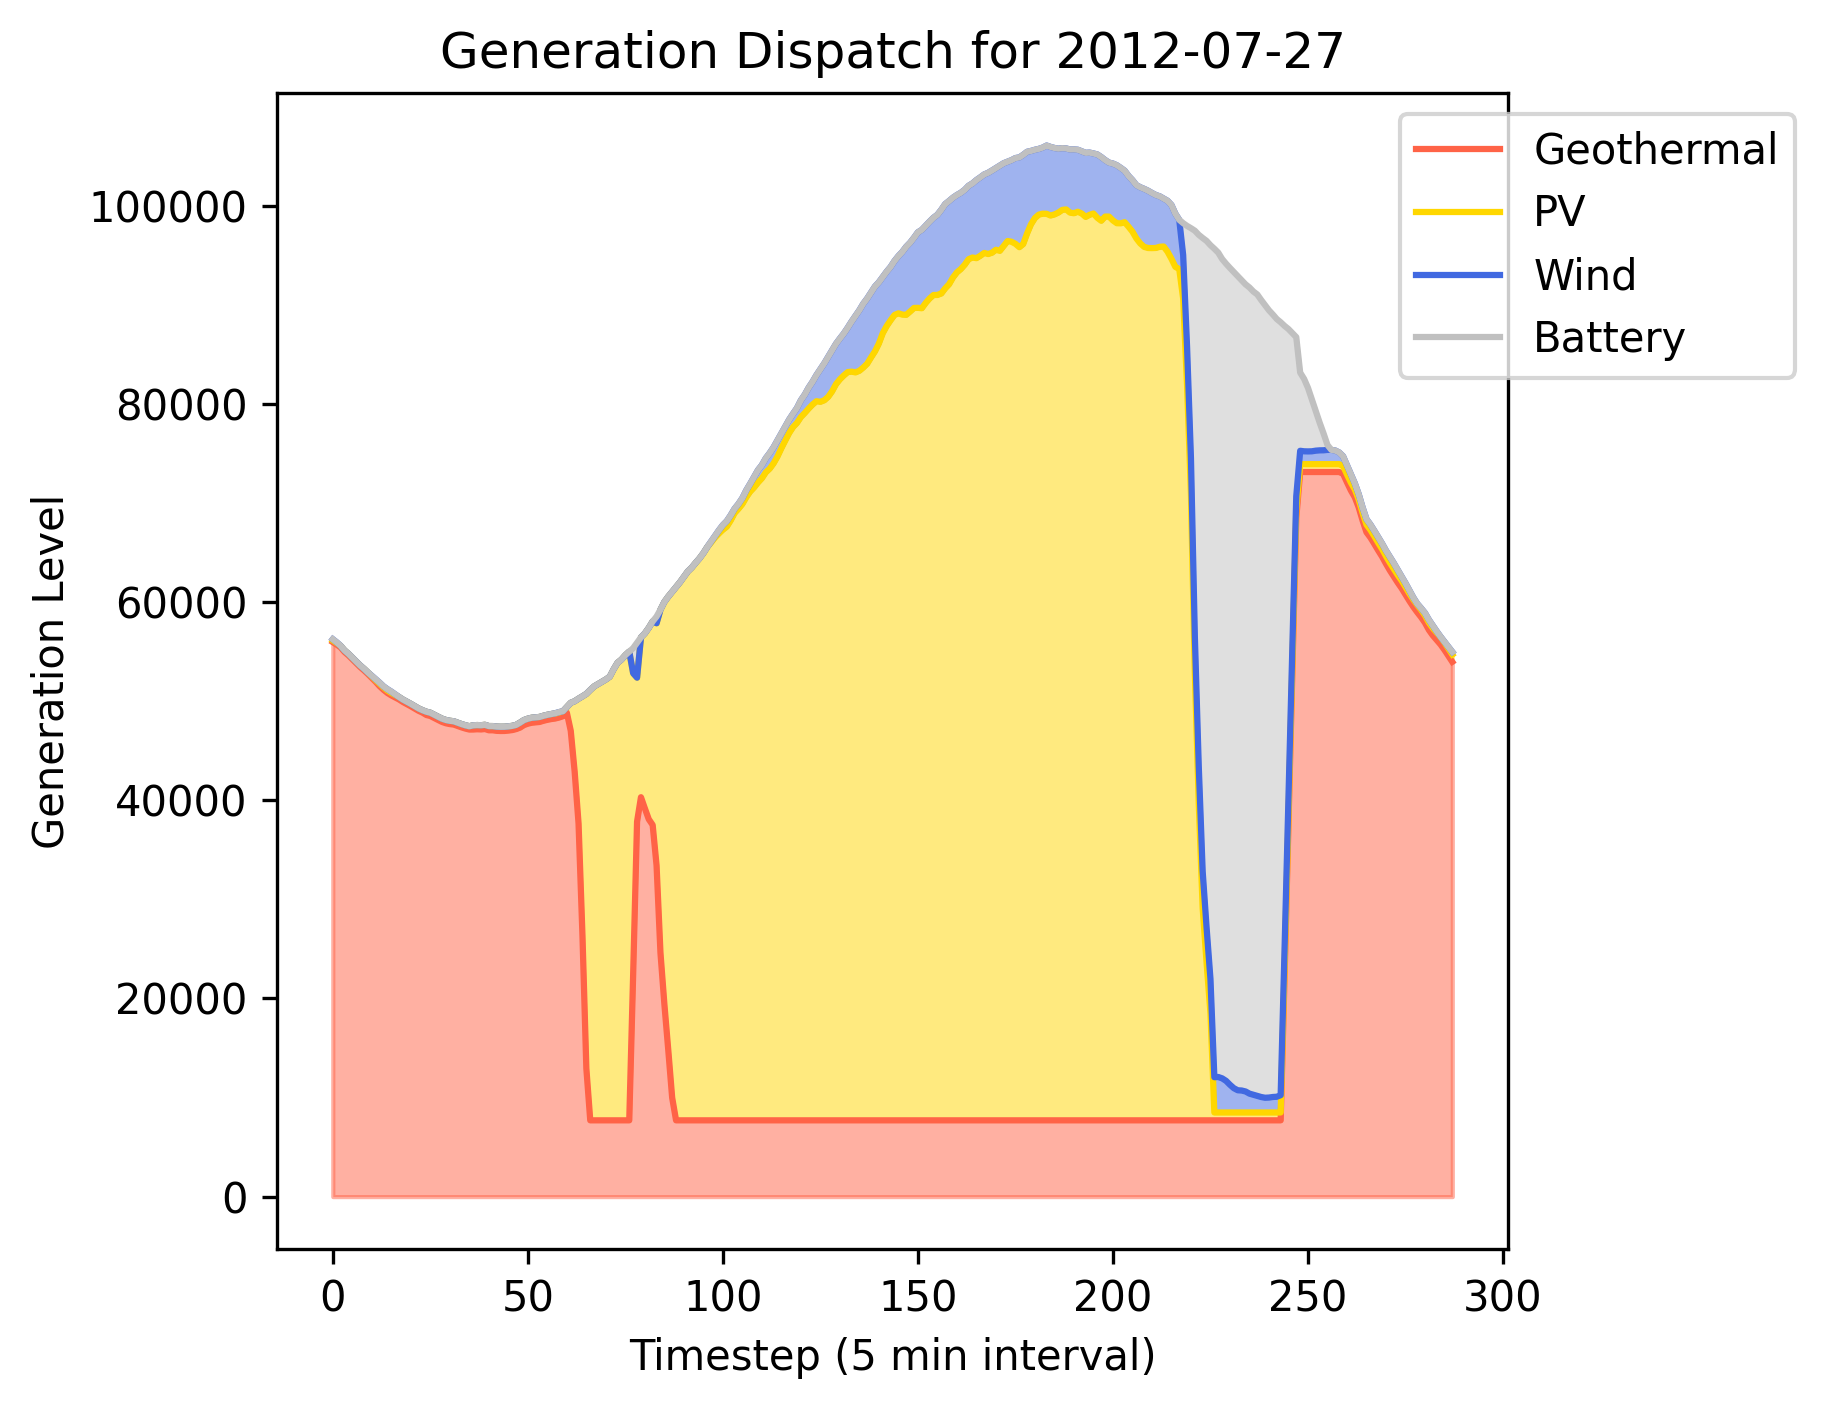 Generation Dispatch for 2012-07-27
Geothermal
PV
Wind
Battery
Generation Level
100000
80000
60000
40000
20000
0
0 50 100 150 200 250 300
Timestep (5 min interval)